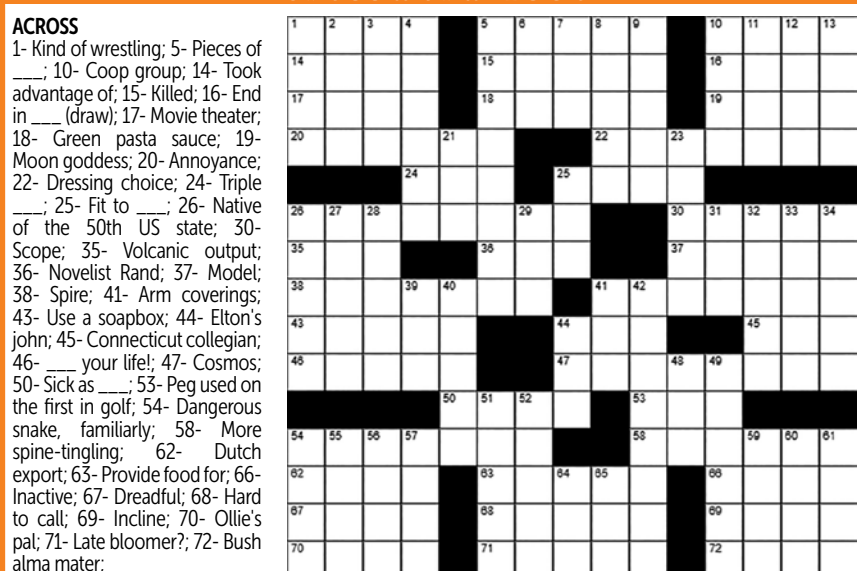 ACROSS
1- Kind of wrestling; 5- Pieces of
___; 10- Coop group; 14- Took
advantage of; 15- Killed; 16- End
in ___ (draw); 17- Movie theater;
18- Green pasta sauce; 19-
Moon goddess; 20- Annoyance;
22- Dressing choice; 24- Triple
___; 25- Fit to ___; 26- Native
of the 50th US state; 30-
Scope; 35- Volcanic output;
36- Novelist Rand; 37- Model;
38- Spire; 41- Arm coverings;
43- Use a soapbox; 44- Elton's
john; 45- Connecticut collegian;
46- ___ your life!; 47- Cosmos;
50- Sick as ___; 53- Peg used on
the first in golf; 54- Dangerous
snake, familiarly; 58- More
spine-tingling; 62- Dutch
export; 63- Provide food for; 66-
Inactive; 67- Dreadful; 68- Hard
to call; 69- Incline; 70- Ollie's
pal; 71- Late bloomer?; 72- Bush
alma mater;
1 2 3 4 5 6 7 8 9 10 11 12 13
14 15 16
17 18 19
20 21 22 23
24 25
26 27 28 29 30 31 32 33 34
35 36 37
38 39 40 41 42
43 44 45
46 47 48 49
50 51 52 53
54 55 56 57 58 59 60 61
62 63 64 65 66
67 68 69
70 71 72